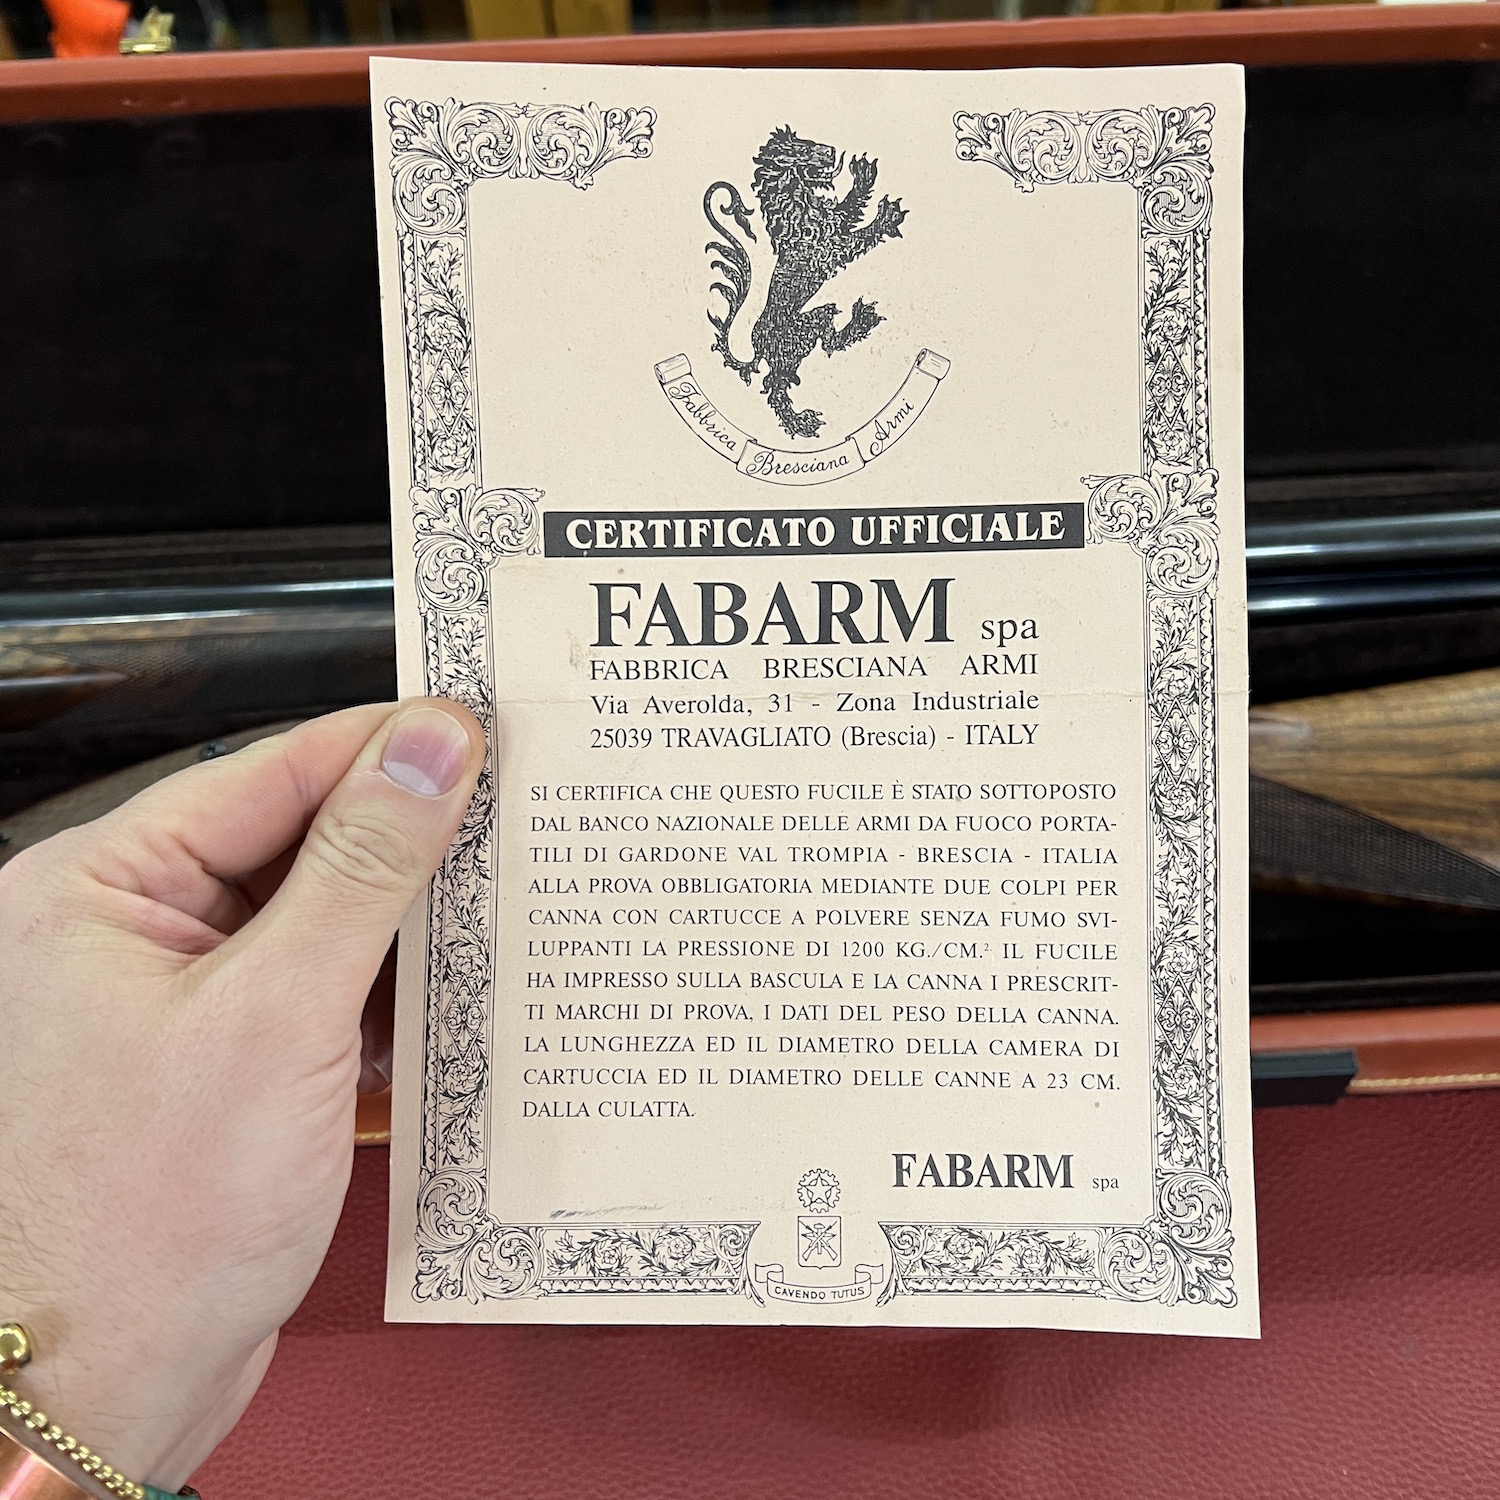 Fabbrica Bresciana Armi
CERTIFICATO UFFICIALE
FABARM spa
FABBRICA BRESCIANA ARMI
Via Averolda, 31 - Zona Industriale
25039 TRAVAGLIATO (Brescia) - ITALY
SI CERTIFICA CHE QUESTO FUCILE È STATO SOTTOPOSTO
DAL BANCO NAZIONALE DELLE ARMI DA FUOCO PORTA-
TILI DI GARDONE VAL TROMPIA - BRESCIA - ITALIA
ALLA PROVA OBBLIGATORIA MEDIANTE DUE COLPI PER
CANNA CON CARTUCCE A POLVERE SENZA FUMO SVI-
LUPPANTI LA PRESSIONE DI 1200 KG./CM.² IL FUCILE
HA IMPRESSO SULLA BASCULA E LA CANNA I PRESCRIT-
TI MARCHI DI PROVA, I DATI DEL PESO DELLA CANNA.
LA LUNGHEZZA ED IL DIAMETRO DELLA CAMERA DI
CARTUCCIA ED IL DIAMETRO DELLE CANNE A 23 CM.
DALLA CULATTA.
FABARM spa
CAVENDO TUTUS